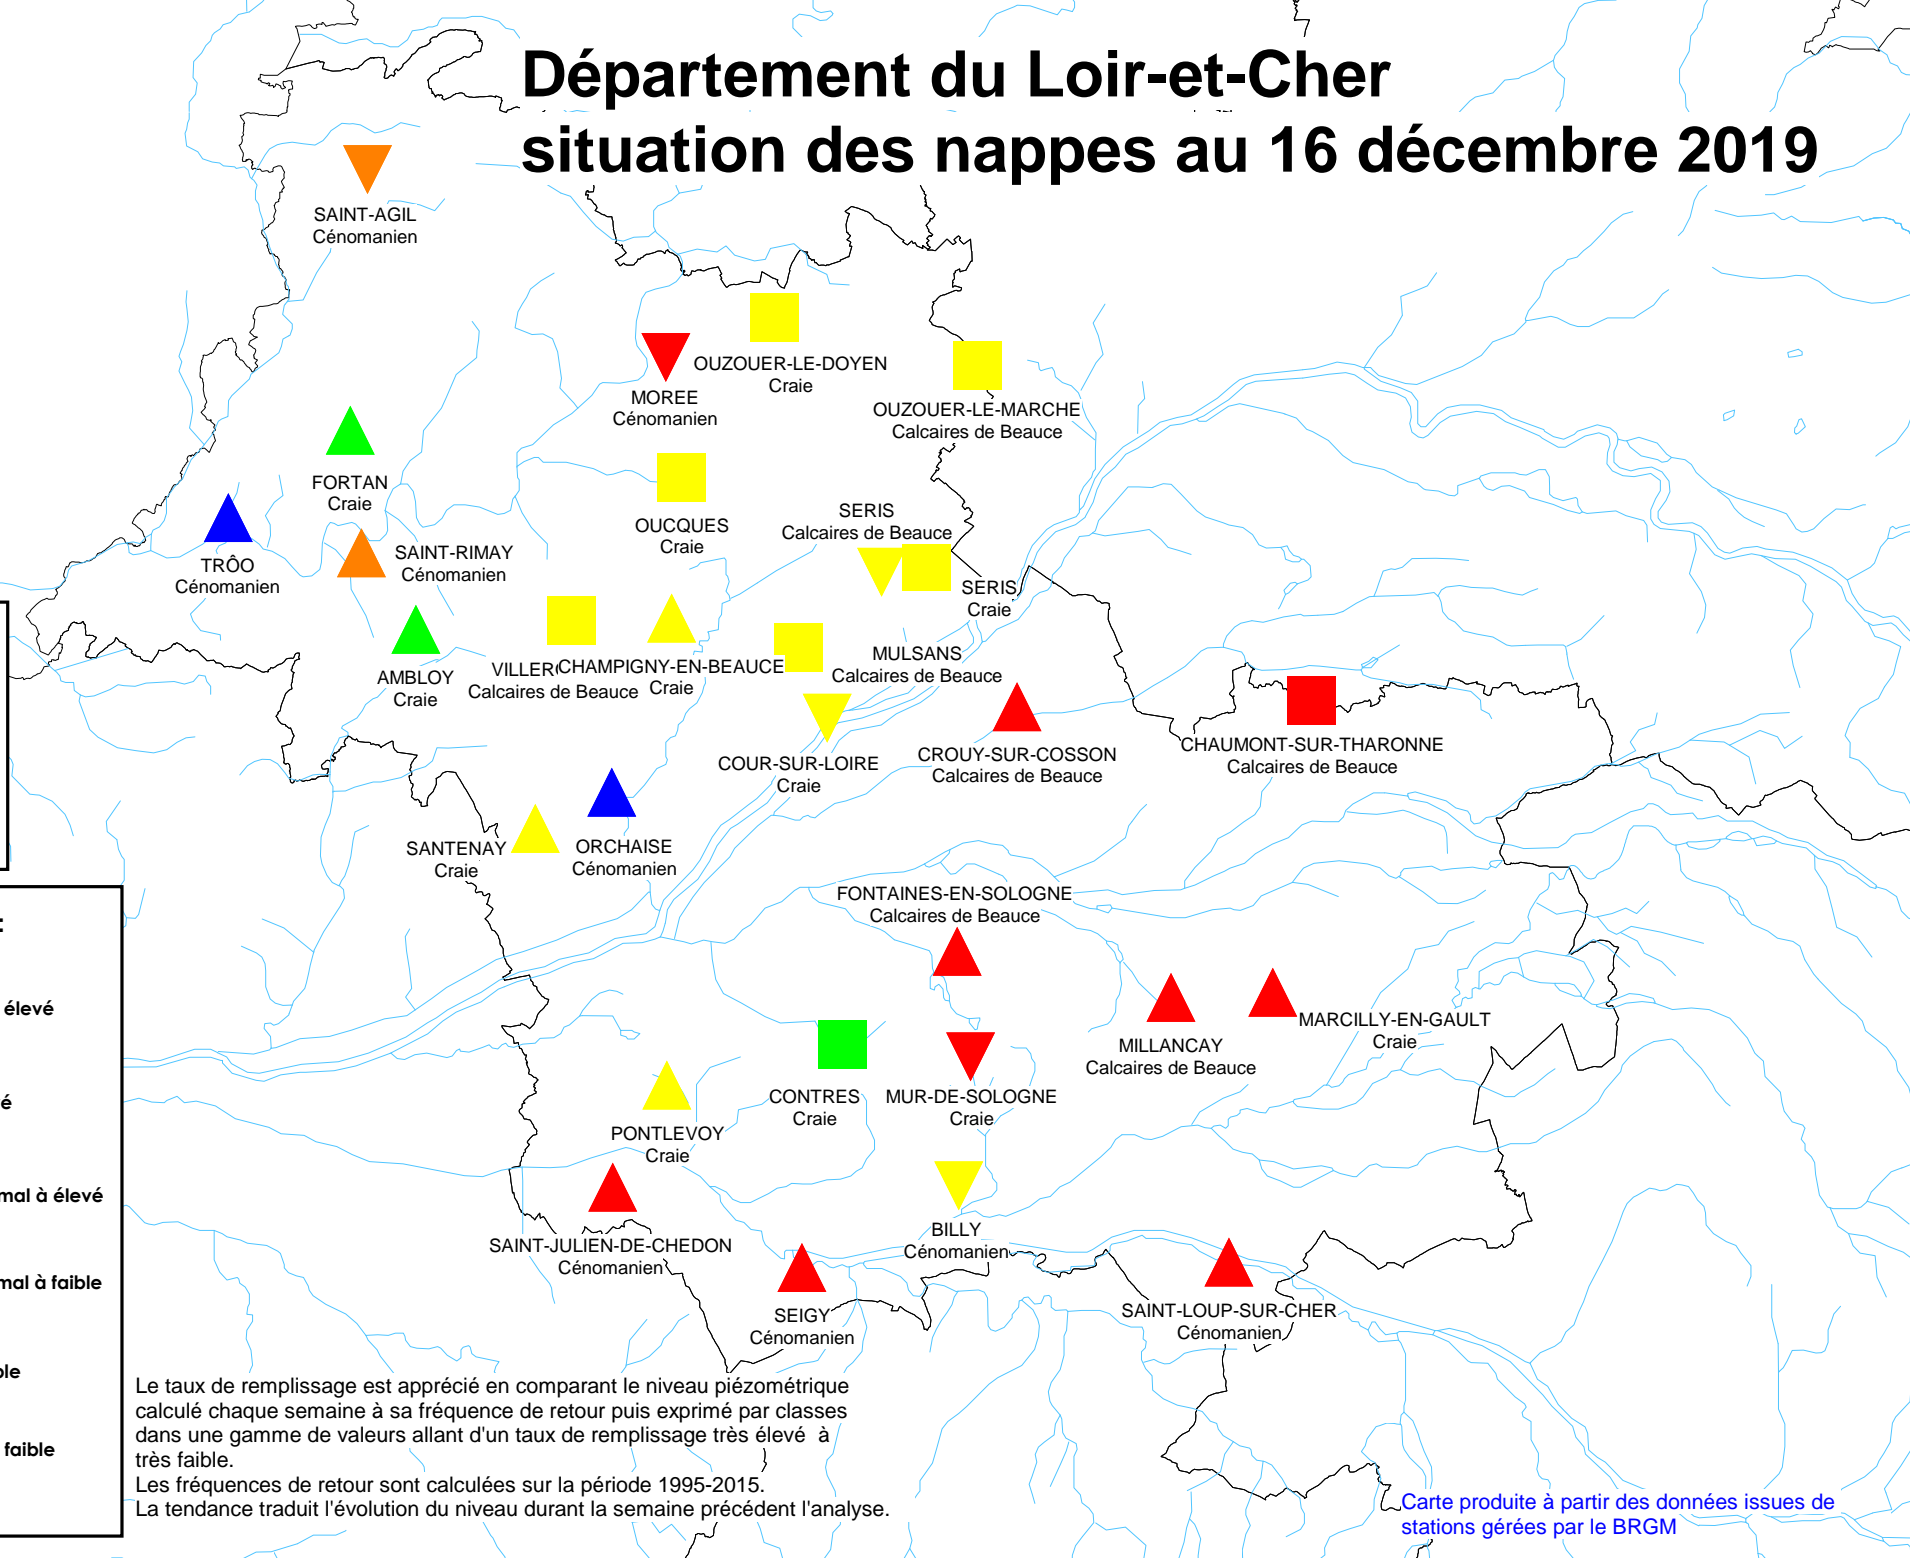 Département du Loir-et-Cher
situation des nappes au 16 décembre 2019
SAINT-AGIL
Cénomanien
OUZOUER-LE-DOYEN
Craie
MOREE
Cénomanien
OUZOUER-LE-MARCHE
Calcaires de Beauce
FORTAN
Craie
OUCQUES
Craie
SERIS
Calcaires de Beauce
TRÔO
Cénomanien
SAINT-RIMAY
Cénomanien
SERIS
Craie
AMBLOY
Craie
Calcaires de Beauce
CHAMPIGNY-EN-BEAUCE
Craie
MULSANS
Calcaires de Beauce
COUR-SUR-LOIRE
Craie
CROUY-SUR-COSSON
Calcaires de Beauce
CHAUMONT-SUR-THARONNE
Calcaires de Beauce
SANTENAY
Craie
ORCHAISE
Cénomanien
FONTAINES-EN-SOLOGNE
Calcaires de Beauce
MARCILLY-EN-GAULT
Craie
MILLANCAY
Calcaires de Beauce
CONTRES
Craie
MUR-DE-SOLOGNE
Craie
PONTLEVOY
Craie
SAINT-JULIEN-DE-CHEDON
Cénomanien
BILLY
Cénomanien
SEIGY
Cénomanien
SAINT-LOUP-SUR-CHER
Cénomanien
:
élevé
mal à élevé
mal à faible
faible
Le taux de remplissage est apprécié en comparant le niveau piézométrique
calculé chaque semaine à sa fréquence de retour puis exprimé par classes
dans une gamme de valeurs allant d'un taux de remplissage très élevé à
très faible.
Les fréquences de retour sont calculées sur la période 1995-2015.
La tendance traduit l'évolution du niveau durant la semaine précédent l'analyse.
Carte produite à partir des données issues de
stations gérées par le BRGM